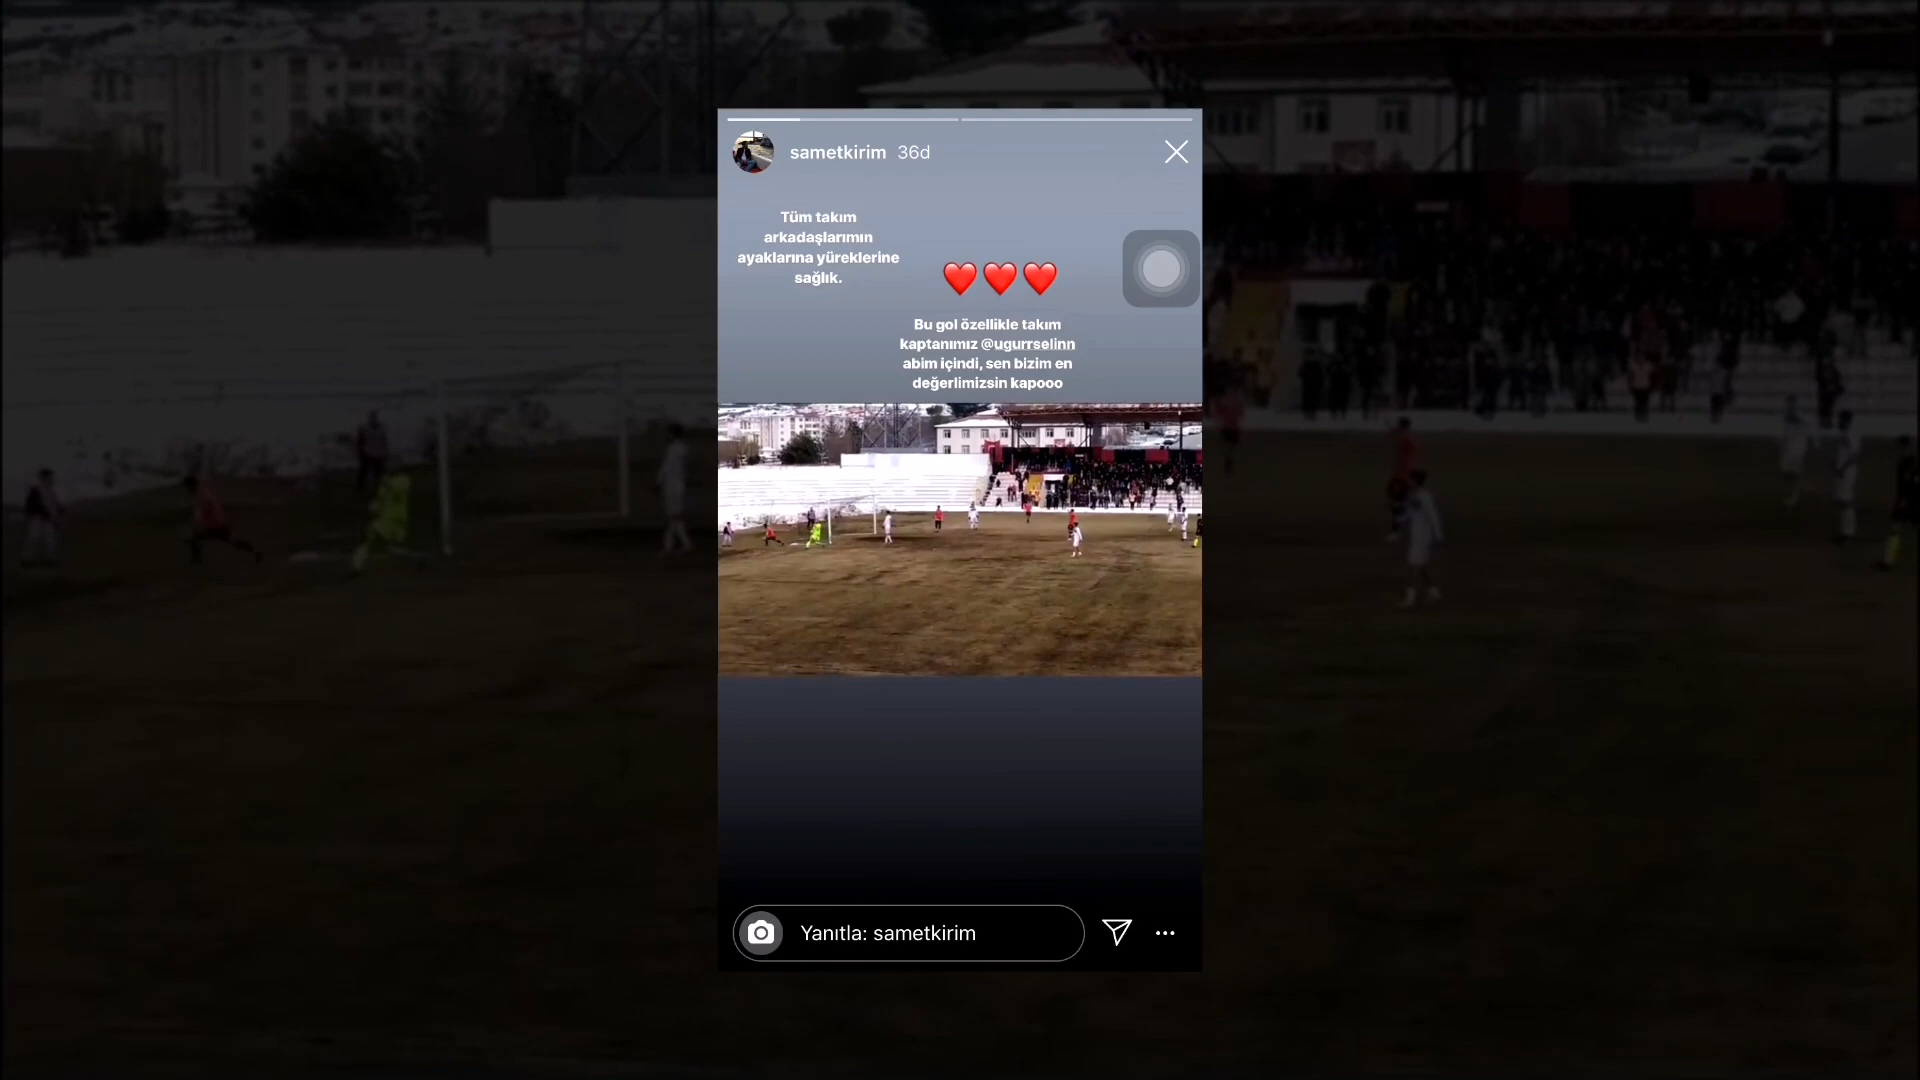 sametkirim 36d
Tüm takım
arkadaşlarımın
ayaklarına yüreklerine
sağlık.
Bu gol özellikle takım
kaptanımız @ugurrselinn
abim içindi, sen bizim en
değerlimizsin kapooo
Yanıtla: sametkirim